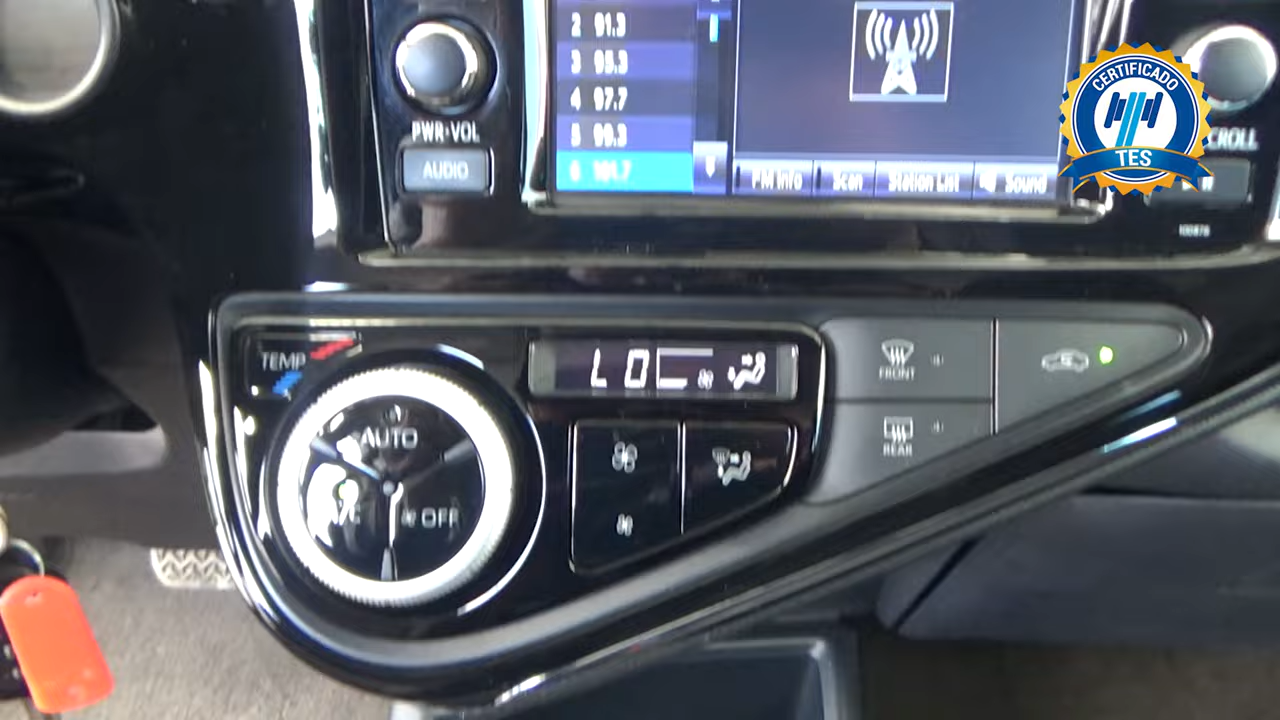 2 91.3
3 95.3
4 97.7
5 99.3
6 101.7
FM Info
Scan
Station List
Sound
PWR•VOL
AUDIO
CERTIFICADO
TES
TEMP
AUTO
OFF
LO
FRONT
REAR